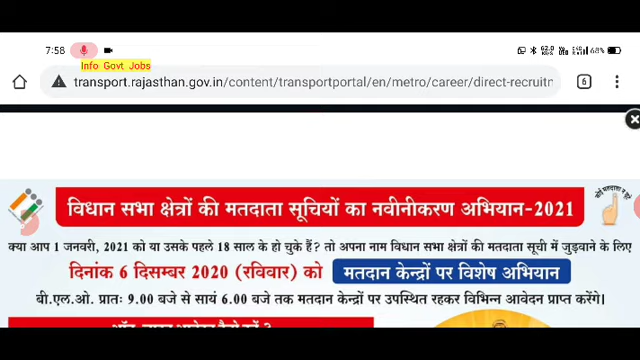 7:58
68%
Info Govt Jobs
transport.rajasthan.gov.in/content/transportportal/en/metro/career/direct-recruitm
6
विधान सभा क्षेत्रों की मतदाता सूचियों का नवीनीकरण अभियान-2021
क्या आप 1 जनवरी, 2021 को या उसके पहले 18 साल के हो चुके हैं? तो अपना नाम विधान सभा क्षेत्रों की मतदाता सूची में जुड़वाने के लिए
दिनांक 6 दिसम्बर 2020 (रविवार) को मतदान केन्द्रों पर विशेष अभियान
बी.एल.ओ. प्रातः 9.00 बजे से सायं 6.00 बजे तक मतदान केन्द्रों पर उपस्थित रहकर विभिन्न आवेदन प्राप्त करेंगे।